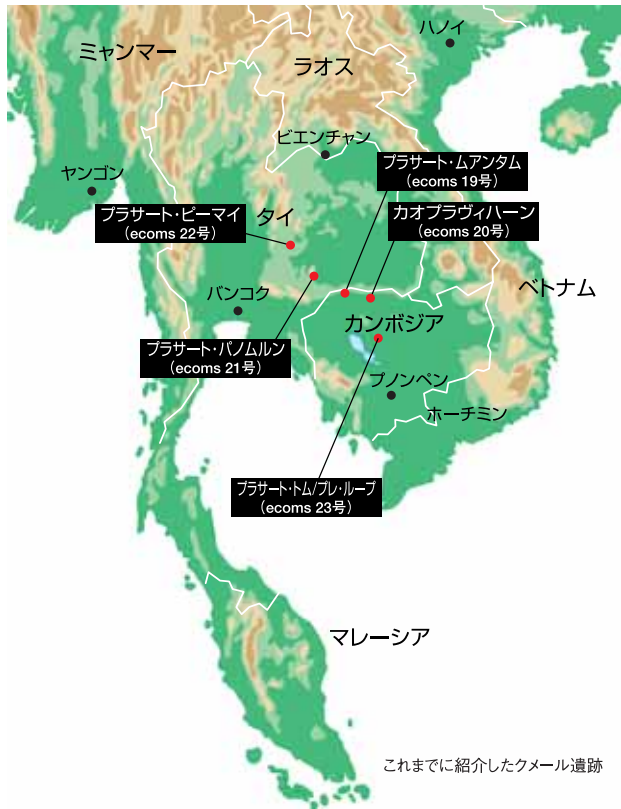 ハノイ
ミャンマー
ラオス
ビエンチャン
プラサート・ムアンタム
(ecoms 19号)
ヤンゴン
プラサート・ピーマイ
(ecoms 22号)
タイ
カオプラヴィハーン
(ecoms 20号)
ベトナム
バンコク
カンボジア
プラサート・パノムルン
(ecoms 21号)
プノンペン
ホーチミン
プラサート・トム/プレ・ループ
(ecoms 23号)
マレーシア
これまでに紹介したクメール遺跡